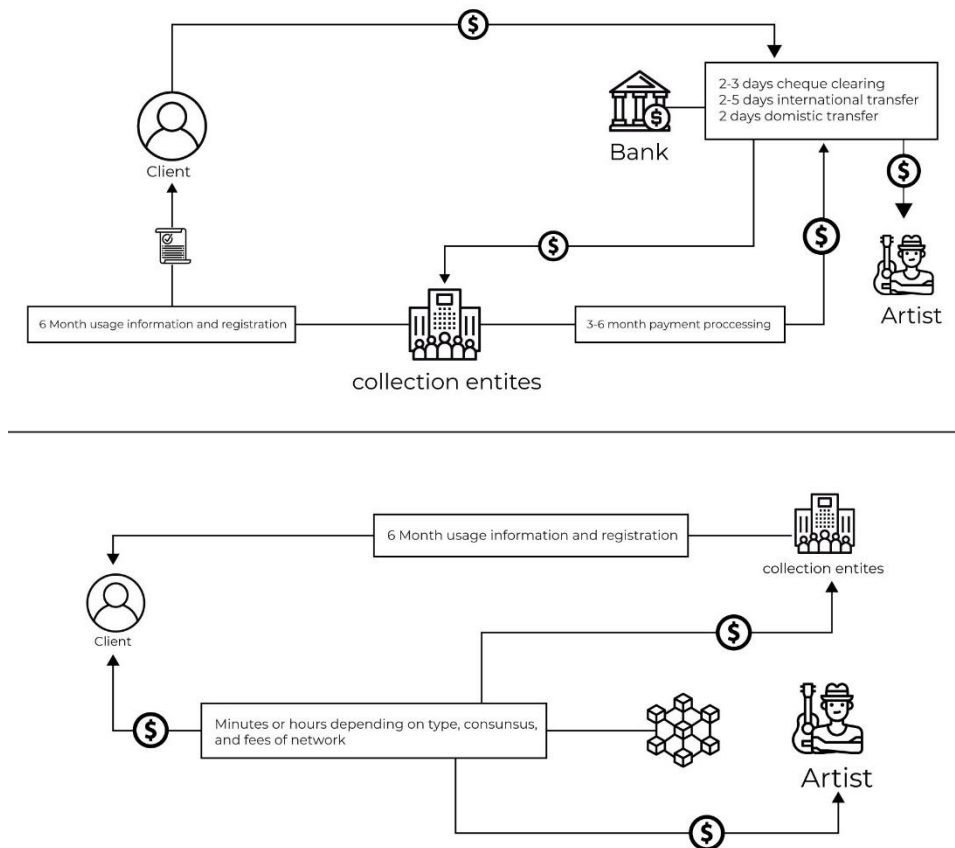 $
2-3 days cheque clearing
2-5 days international transfer
2 days domistic transfer
$
Bank
$
Client
$
$
Artist
6 Month usage information and registration
3-6 month payment proccessing
collection entites
6 Month usage information and registration
collection entites
Client
$
$
Minutes or hours depending on type, consunsus,
and fees of network
Artist
$